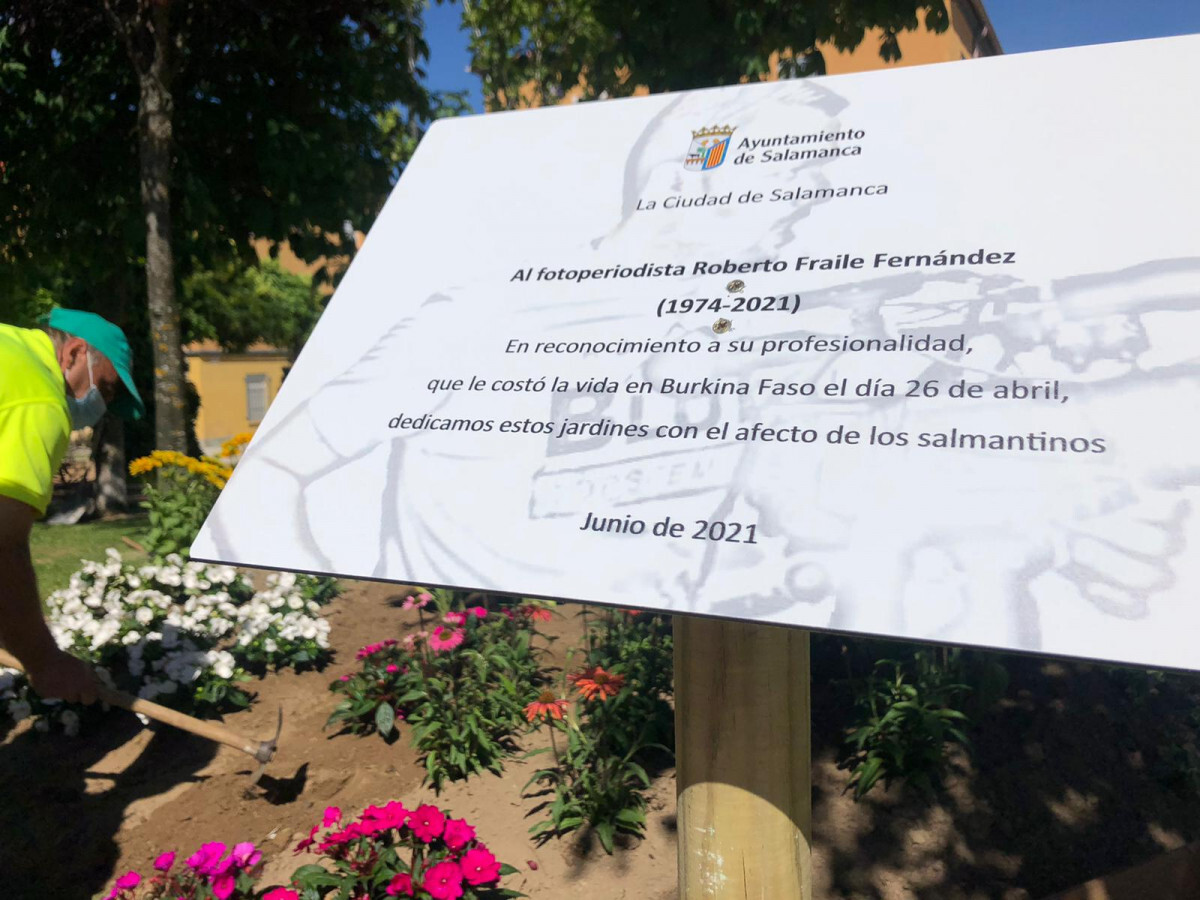 Ayuntamiento
de Salamanca
La Ciudad de Salamanca
Al fotoperiodista Roberto Fraile Fernández
(1974-2021)
En reconocimiento a su profesionalidad,
que le costó la vida en Burkina Faso el día 26 de abril,
dedicamos estos jardines con el afecto de los salmantinos
Junio de 2021